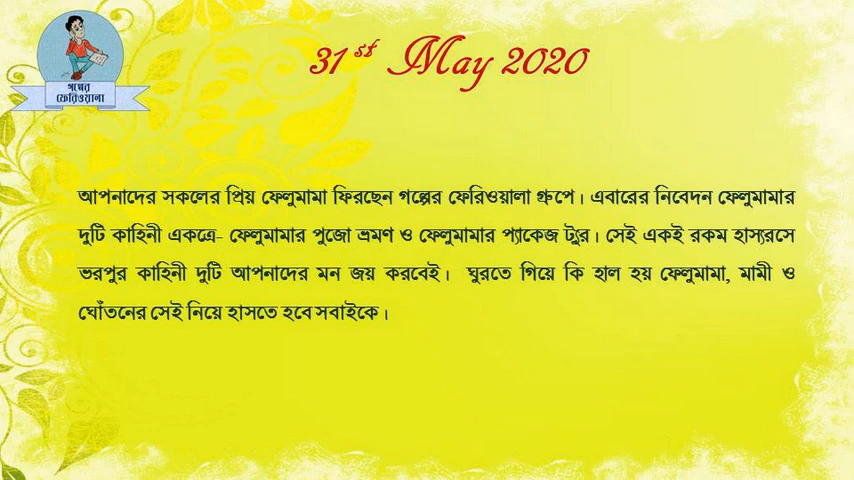 গল্পের
ফেরিওয়ালা
31st May 2020
আপনাদের সকলের প্রিয় ফেলুমামা ফিরছেন গল্পের ফেরিওয়ালা গ্রুপে। এবারের নিবেদন ফেলুমামার
দুটি কাহিনী একত্রে- ফেলুমামার পুজো ভ্রমণ ও ফেলুমামার প্যাকেজ ট্যুর। সেই একই রকম হাস্যরসে
ভরপুর কাহিনী দুটি আপনাদের মন জয় করবেই। ঘুরতে গিয়ে কি হাল হয় ফেলুমামা, মামী ও
ঘোঁতনের সেই নিয়ে হাসতে হবে সবাইকে।